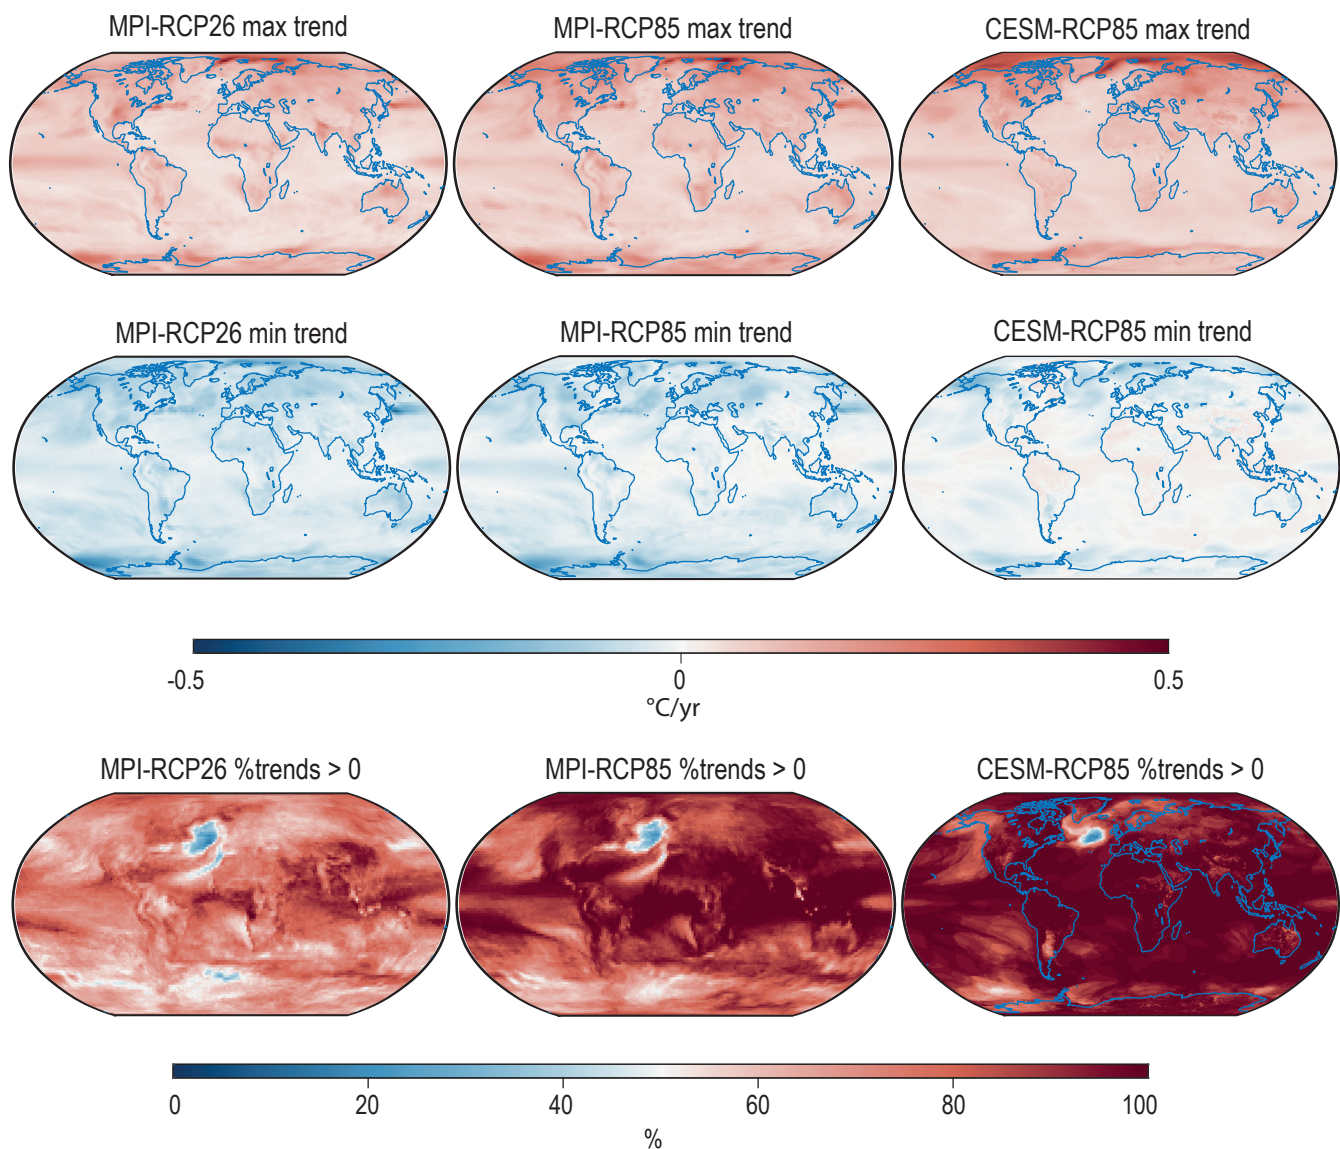 MPI-RCP26 max trend
MPI-RCP85 max trend
CESM-RCP85 max trend
MPI-RCP26 min trend
MPI-RCP85 min trend
CESM-RCP85 min trend
-0.5
0
0.5
°C/yr
MPI-RCP26 %trends > 0
MPI-RCP85 %trends > 0
CESM-RCP85 %trends > 0
0
20
40
60
80
100
%